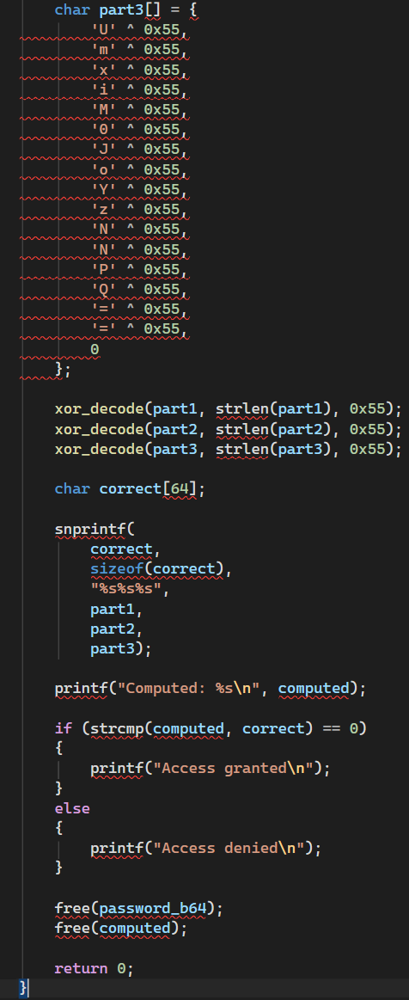 char part3[] = {
'U' ^ 0x55,
'm' ^ 0x55,
'x' ^ 0x55,
'i' ^ 0x55,
'M' ^ 0x55,
'0' ^ 0x55,
'J' ^ 0x55,
'o' ^ 0x55,
'Y' ^ 0x55,
'z' ^ 0x55,
'N' ^ 0x55,
'N' ^ 0x55,
'P' ^ 0x55,
'Q' ^ 0x55,
'=' ^ 0x55,
'=' ^ 0x55,
0
};
xor_decode(part1, strlen(part1), 0x55);
xor_decode(part2, strlen(part2), 0x55);
xor_decode(part3, strlen(part3), 0x55);
char correct[64];
snprintf(
correct,
sizeof(correct),
"%s%s%s",
part1,
part2,
part3);
printf("Computed: %s\n", computed);
if (strcmp(computed, correct) == 0)
{
printf("Access granted\n");
}
else
{
printf("Access denied\n");
}
free(password_b64);
free(computed);
return 0;
}